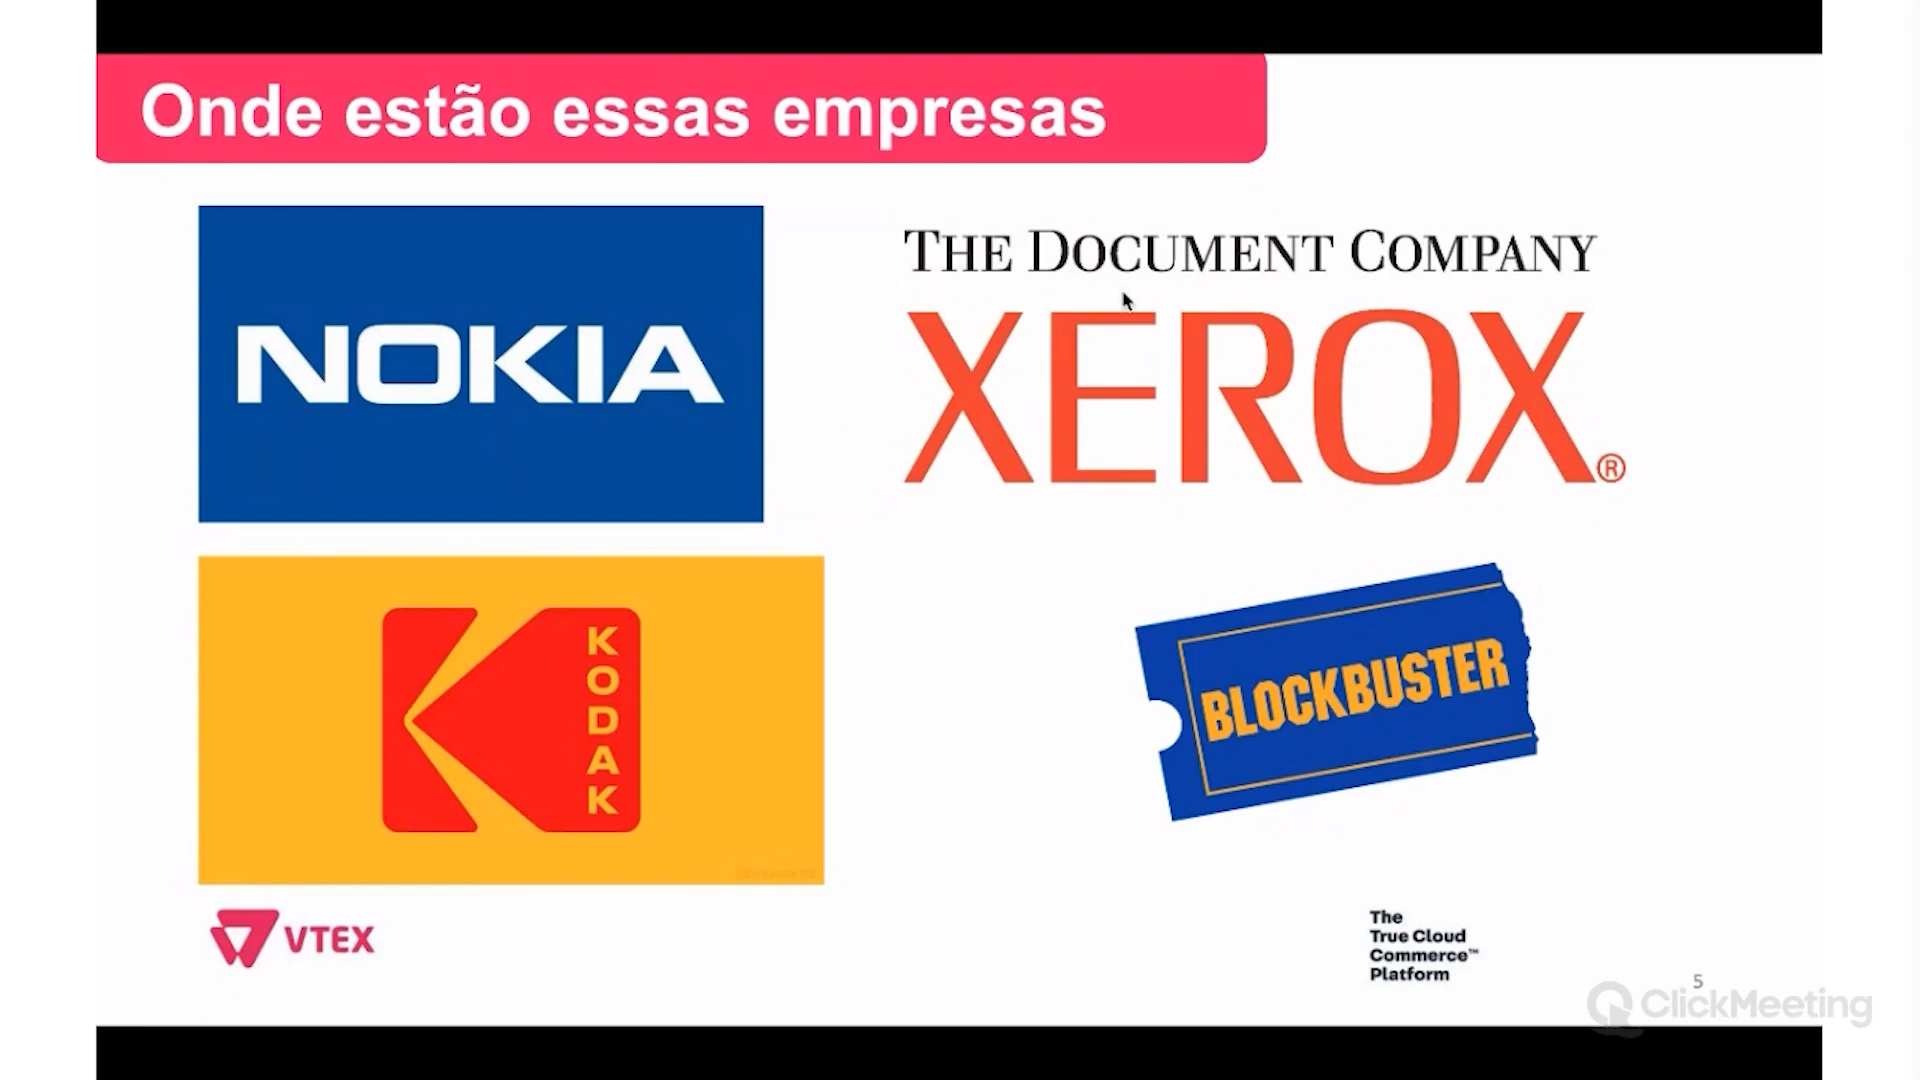 Onde estão essas empresas
NOKIA
THE DOCUMENT COMPANY
XEROX®
KODAK
BLOCKBUSTER
VTEX
The
True Cloud
Commerce™
Platform
5
ClickMeeting